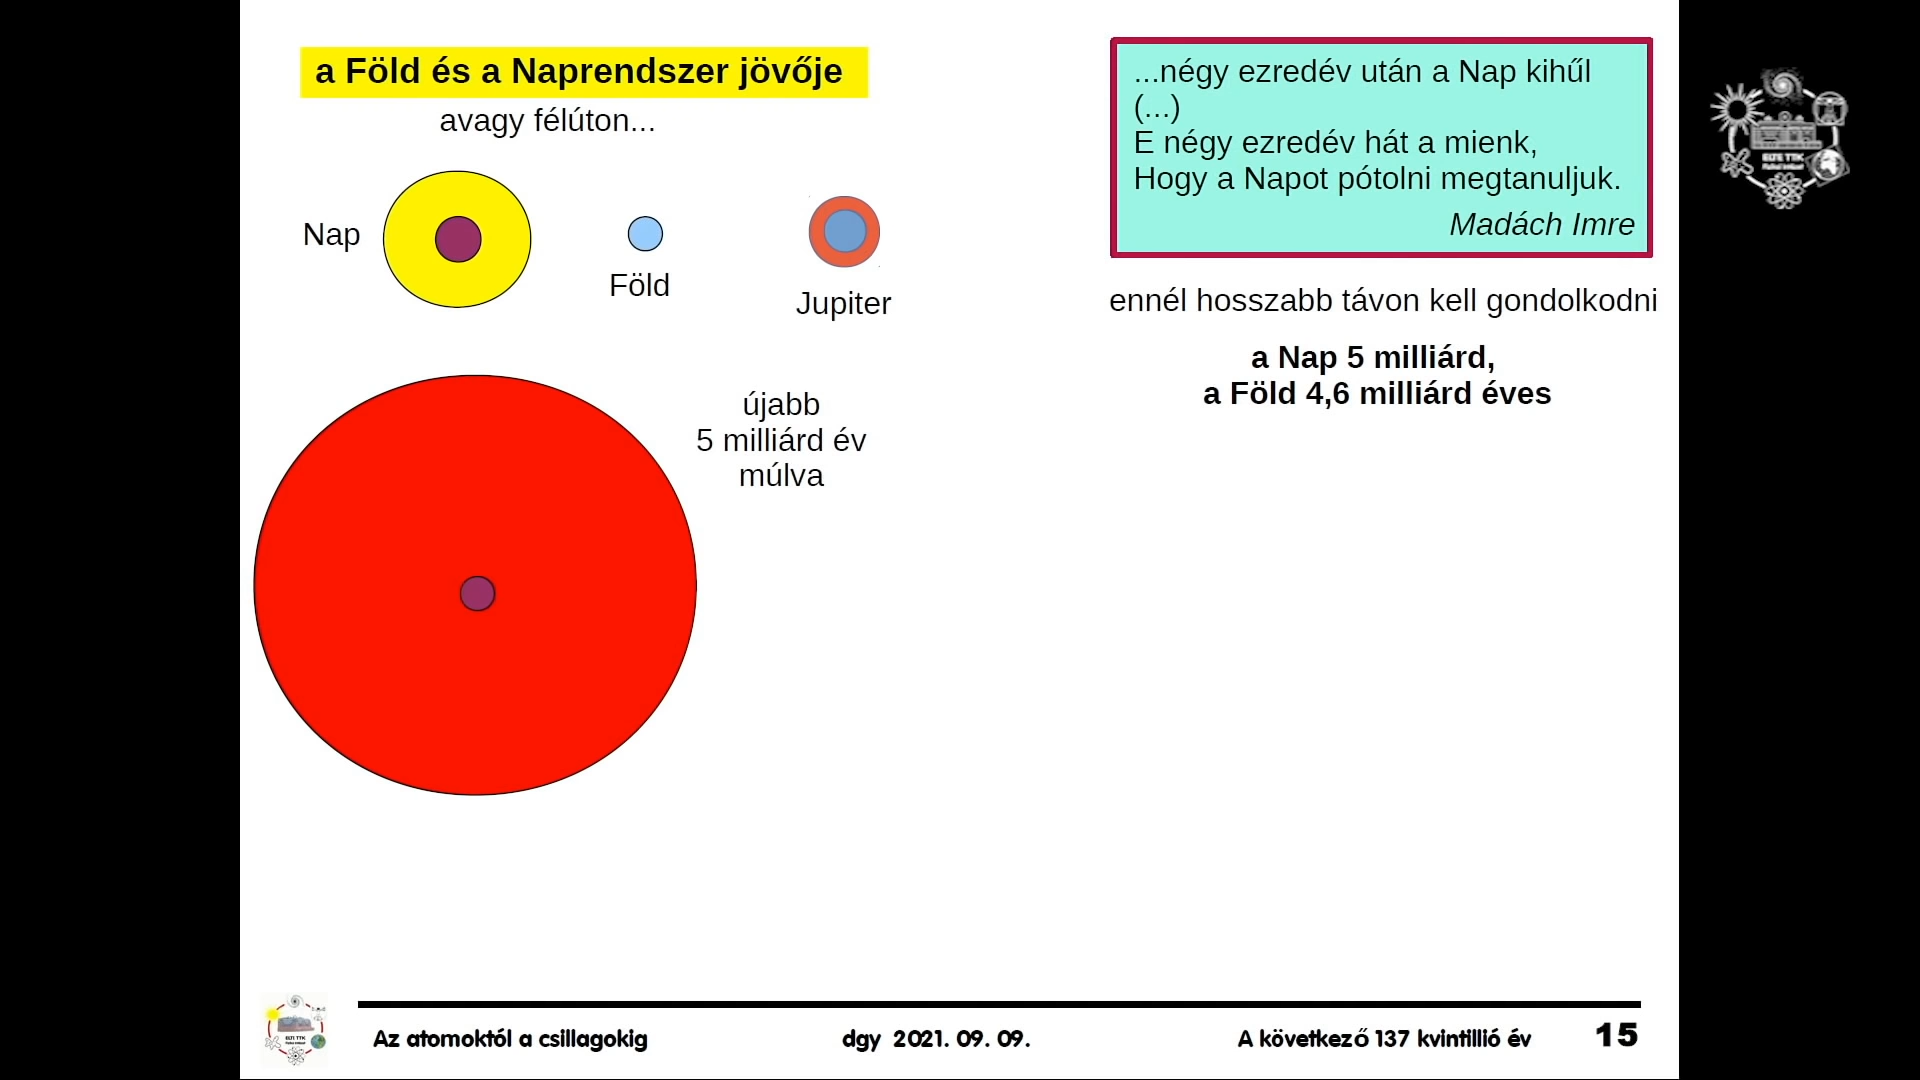 a Föld és a Naprendszer jövője
avagy félúton...
Nap
Föld
Jupiter
újabb
5 milliárd év
múlva
...négy ezredév után a Nap kihűl
(...)
E négy ezredév hát a mienk,
Hogy a Napot pótolni megtanuljuk.
Madách Imre
ennél hosszabb távon kell gondolkodni
a Nap 5 milliárd,
a Föld 4,6 milliárd éves
ELTE TTK
Az atomoktól a csillagokig
dgy 2021. 09. 09.
A következő 137 kvintillió év
15